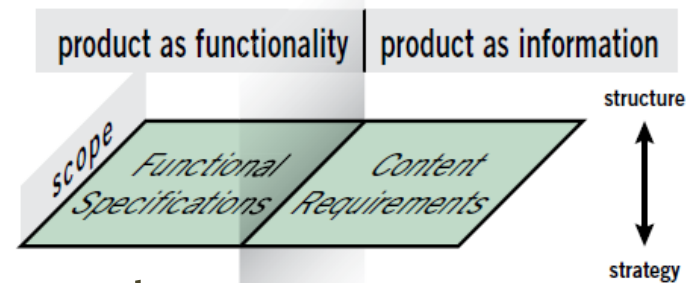 product as functionality
product as information
structure
scope
Functional
Specifications
Content
Requirements
strategy